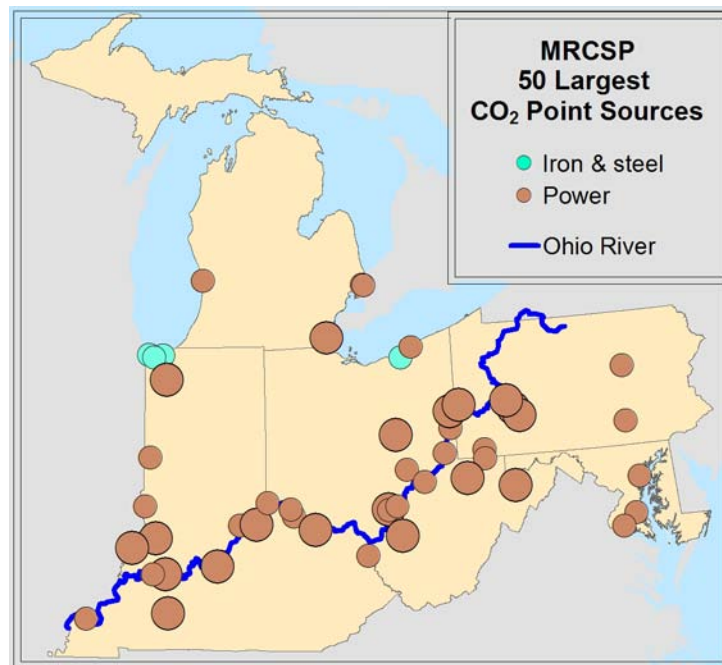 MRCSP
50 Largest
CO₂ Point Sources
Iron & steel
Power
Ohio River